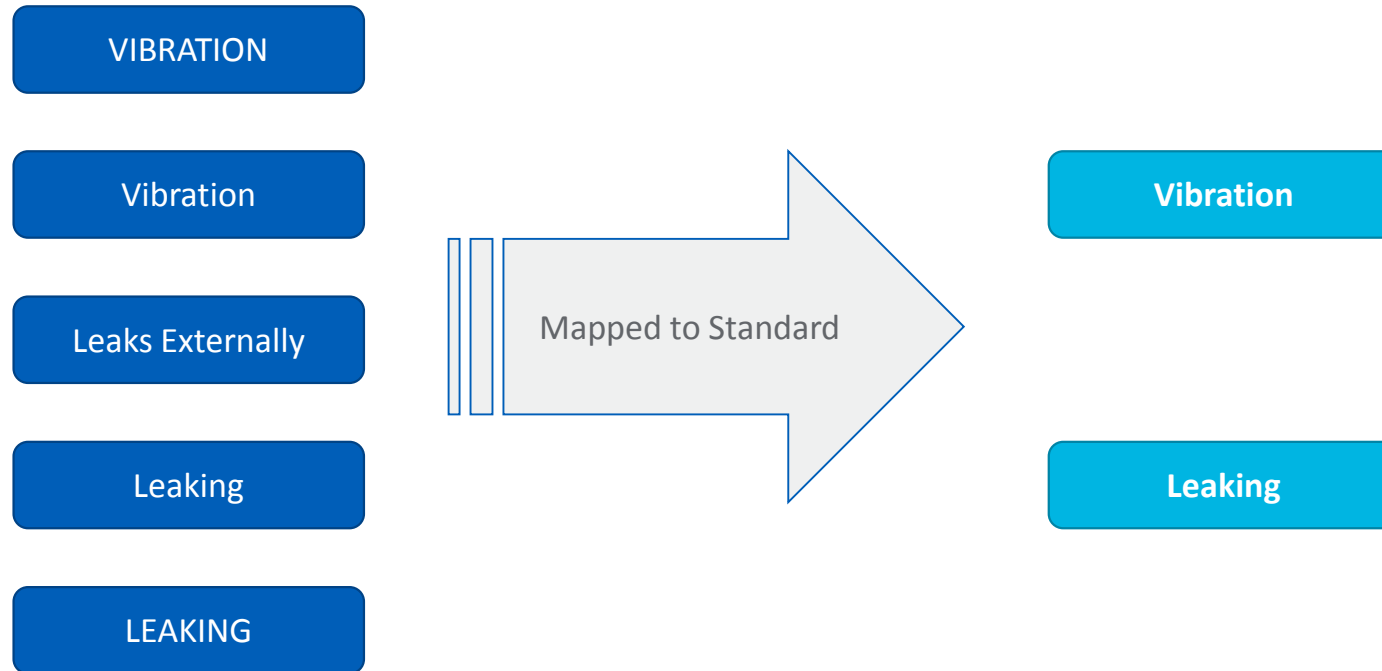 VIBRATION
Vibration
Leaks Externally
Leaking
LEAKING
Mapped to Standard
Vibration
Leaking